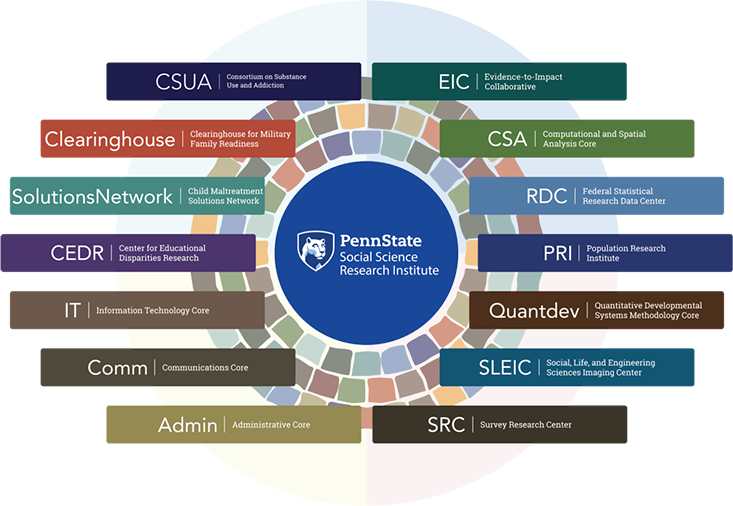 CSUA
Consortium on Substance
Use and Addiction
EIC
Evidence-to-Impact
Collaborative
Clearinghouse
Clearinghouse for Military
Family Readiness
CSA
Computational and Spatial
Analysis Core
SolutionsNetwork
Child Maltreatment
Solutions Network
RDC
Federal Statistical
Research Data Center
PennState
Social Science
Research Institute
CEDR
Center for Educational
Disparities Research
PRI
Population Research
Institute
IT
Information Technology Core
Quantdev
Quantitative Developmental
Systems Methodology Core
Comm
Communications Core
SLEIC
Social, Life, and Engineering
Sciences Imaging Center
Admin
Administrative Core
SRC
Survey Research Center